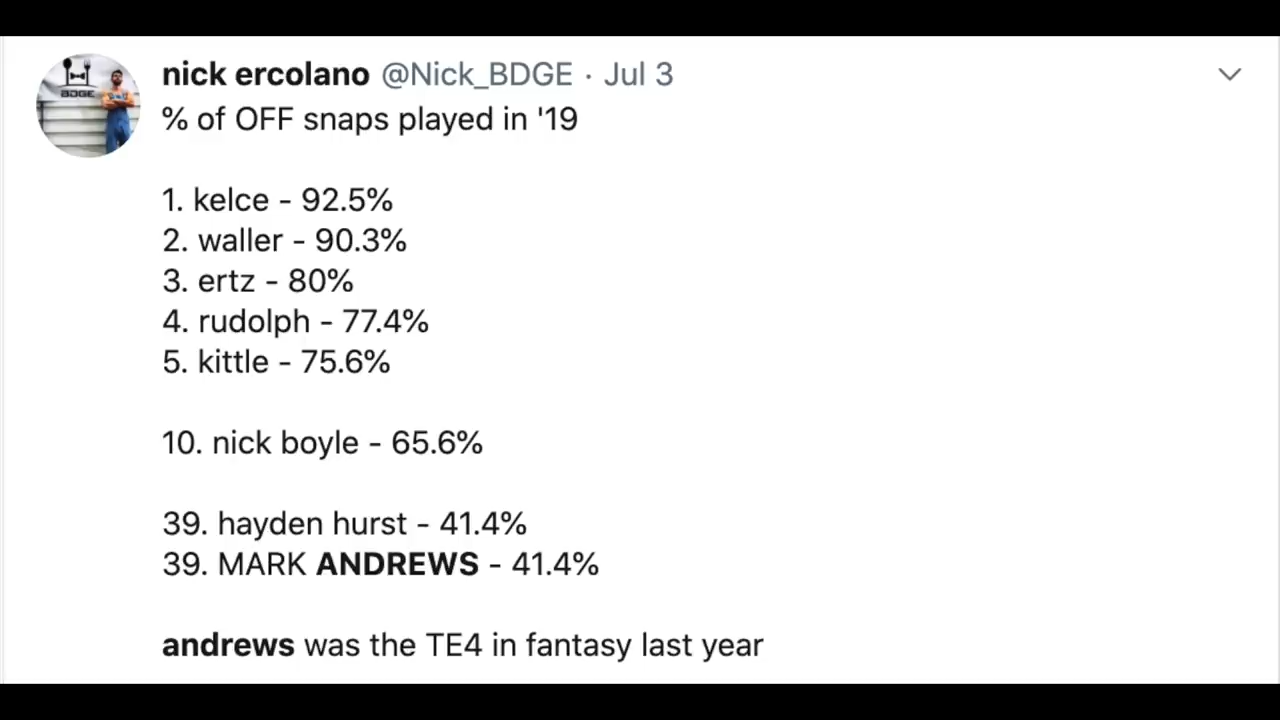 nick ercolano @Nick_BDGE · Jul 3
BDGE
% of OFF snaps played in '19
1. kelce - 92.5%
2. waller - 90.3%
3. ertz - 80%
4. rudolph - 77.4%
5. kittle - 75.6%
10. nick boyle - 65.6%
39. hayden hurst - 41.4%
39. MARK ANDREWS - 41.4%
andrews was the TE4 in fantasy last year